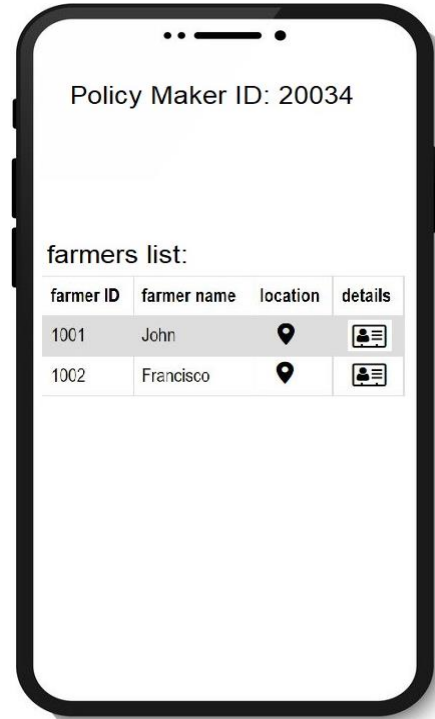 Policy Maker ID: 20034
farmers list:
farmer ID farmer name location details
1001 John
1002 Francisco